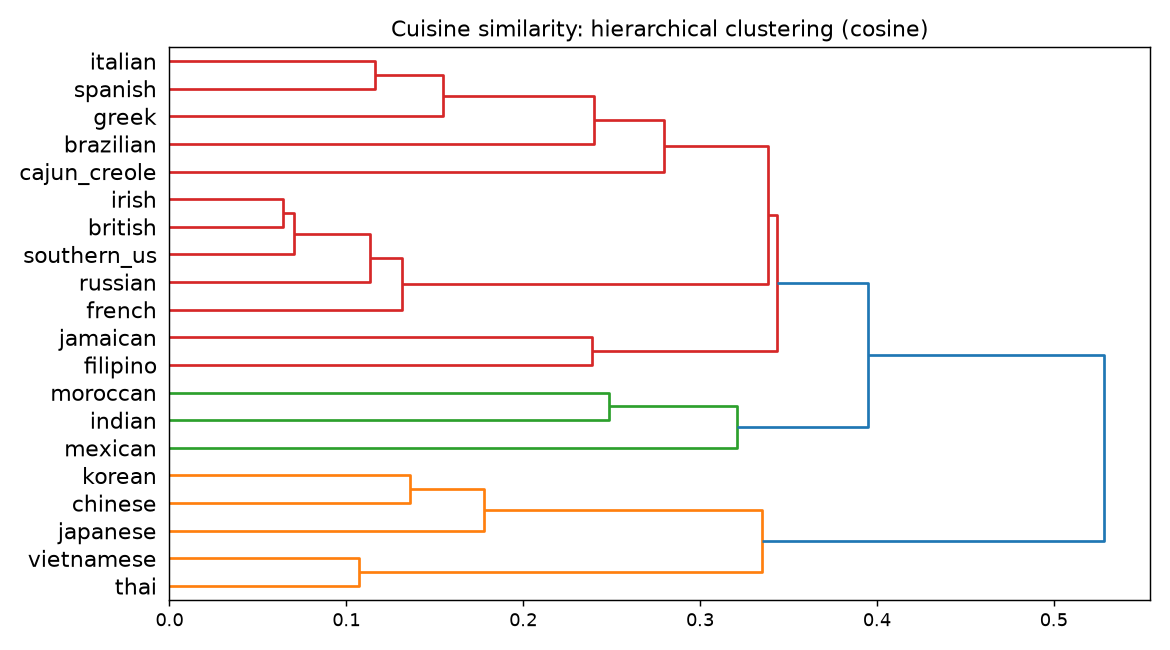 Cuisine similarity: hierarchical clustering (cosine)
italian
spanish
greek
brazilian
cajun_creole
irish
british
southern_us
russian
french
jamaican
filipino
moroccan
indian
mexican
korean
chinese
japanese
vietnamese
thai
0.0 0.1 0.2 0.3 0.4 0.5